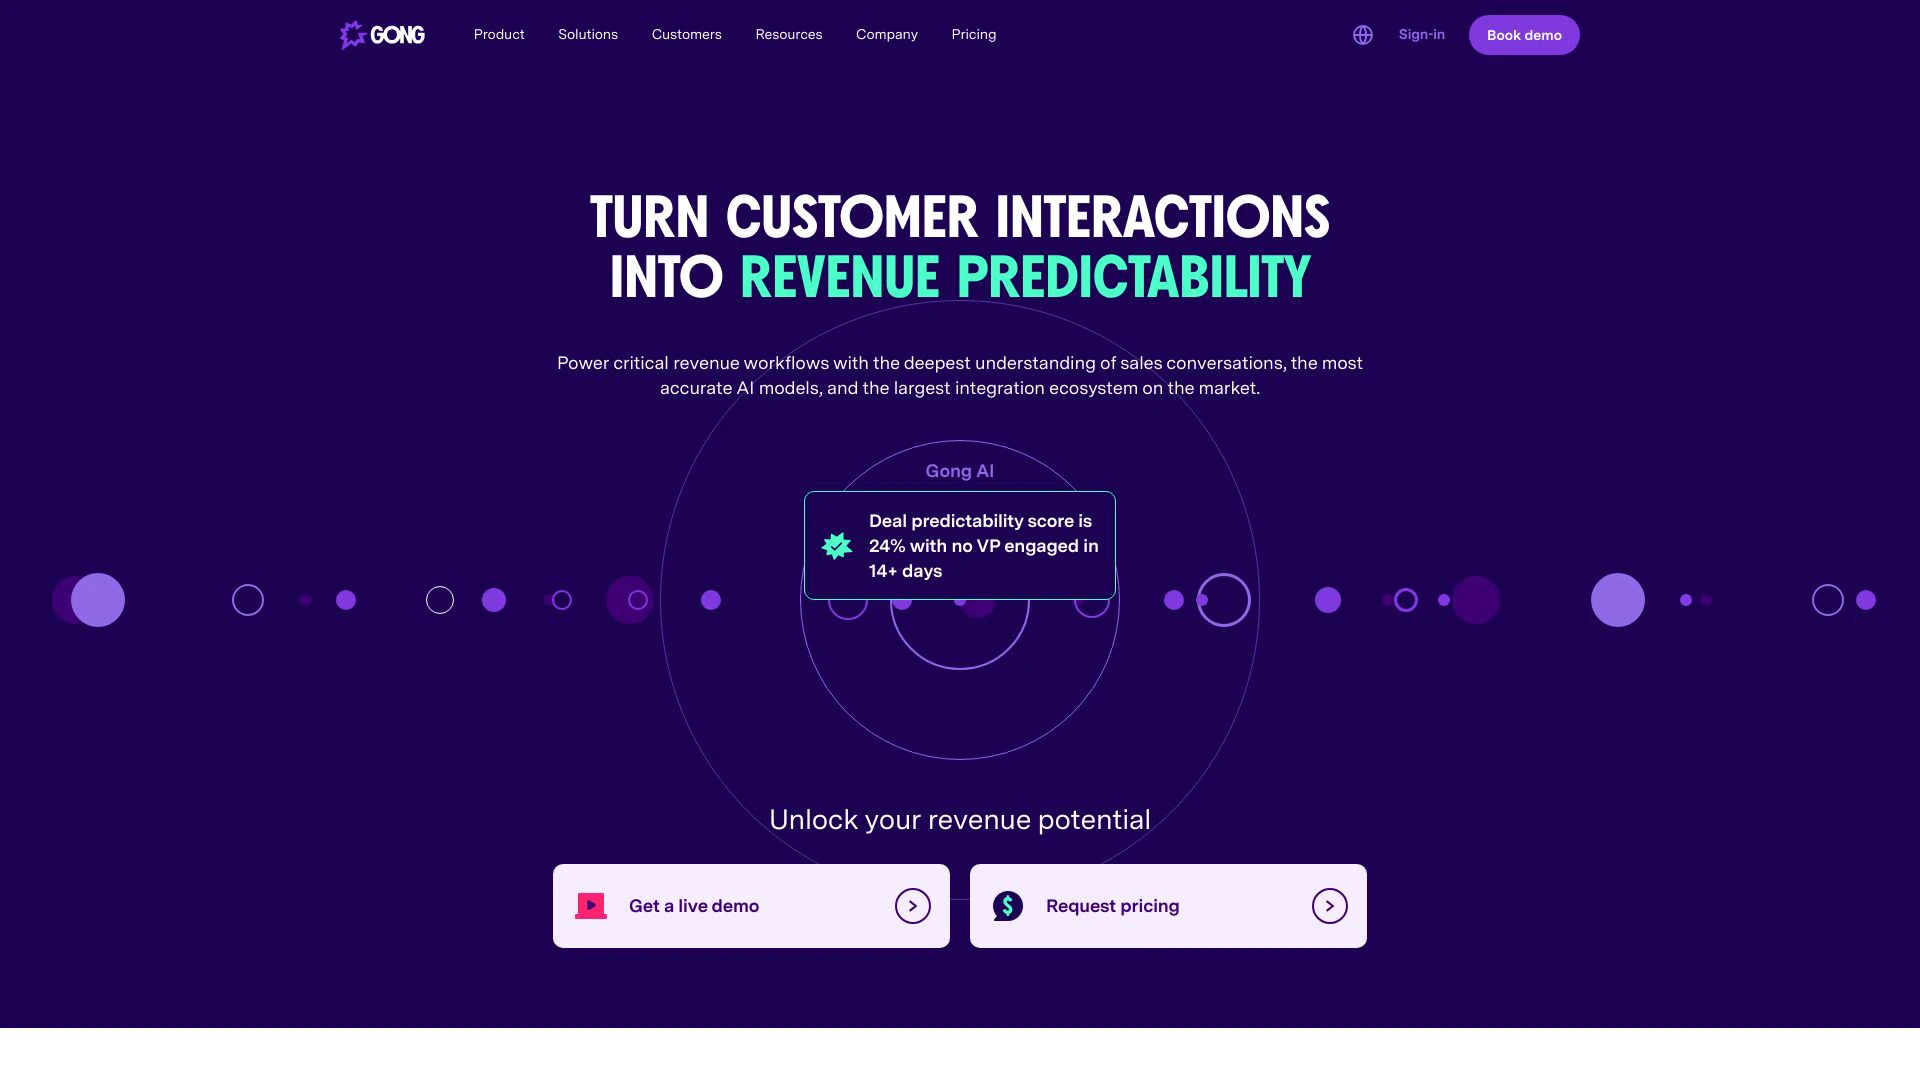 GONG
Product
Solutions
Customers
Resources
Company
Pricing
Sign-in
Book demo
TURN CUSTOMER INTERACTIONS
INTO REVENUE PREDICTABILITY
Power critical revenue workflows with the deepest understanding of sales conversations, the most
accurate AI models, and the largest integration ecosystem on the market.
Gong AI
Deal predictability score is
24% with no VP engaged in
14+ days
Unlock your revenue potential
Get a live demo
$ Request pricing